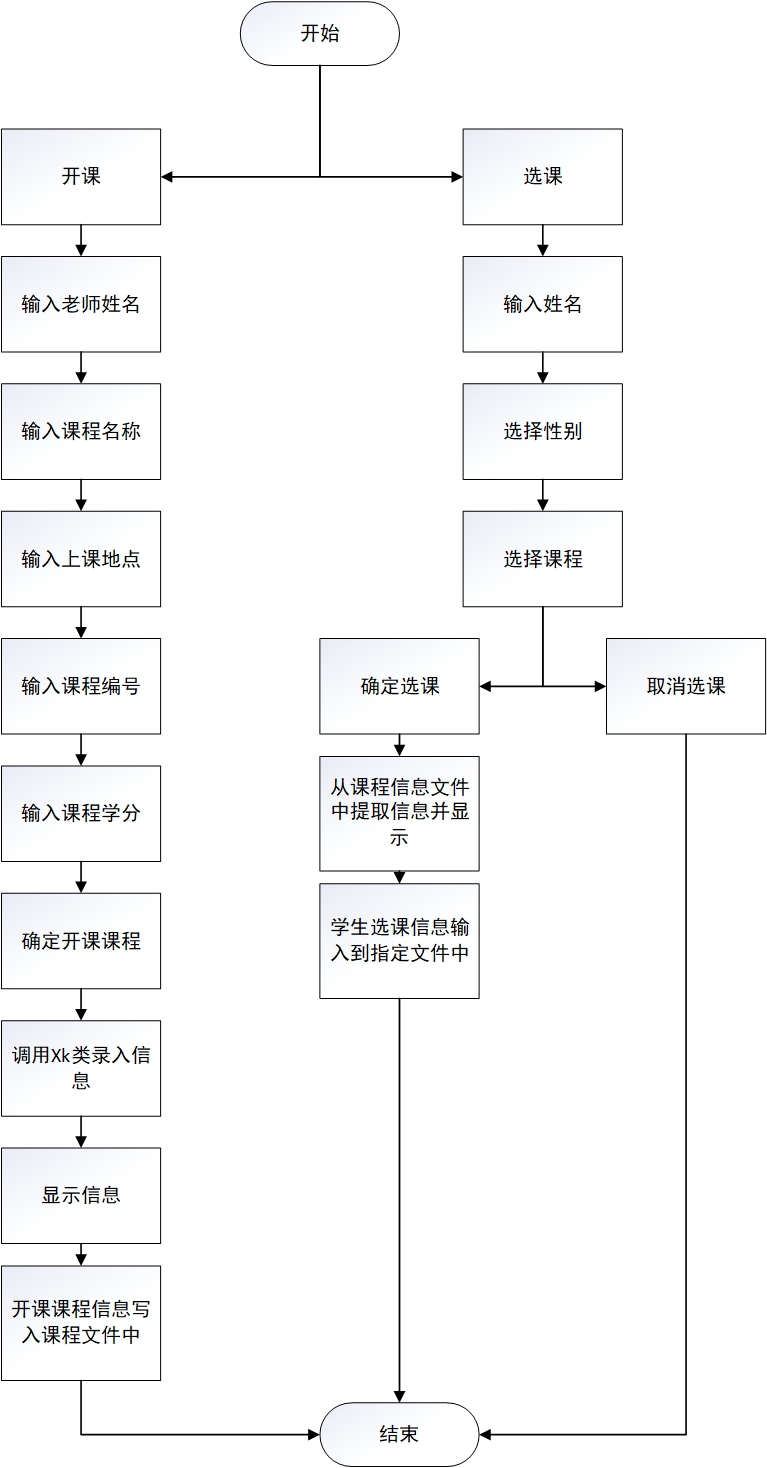 开始
开课
选课
输入老师姓名
输入姓名
输入课程名称
选择性别
输入上课地点
选择课程
输入课程编号
确定选课
取消选课
输入课程学分
从课程信息文件
中提取信息并显
示
确定开课课程
学生选课信息输
入到指定文件中
调用Xk类录入信
息
显示信息
开课课程信息写
入课程文件中
结束